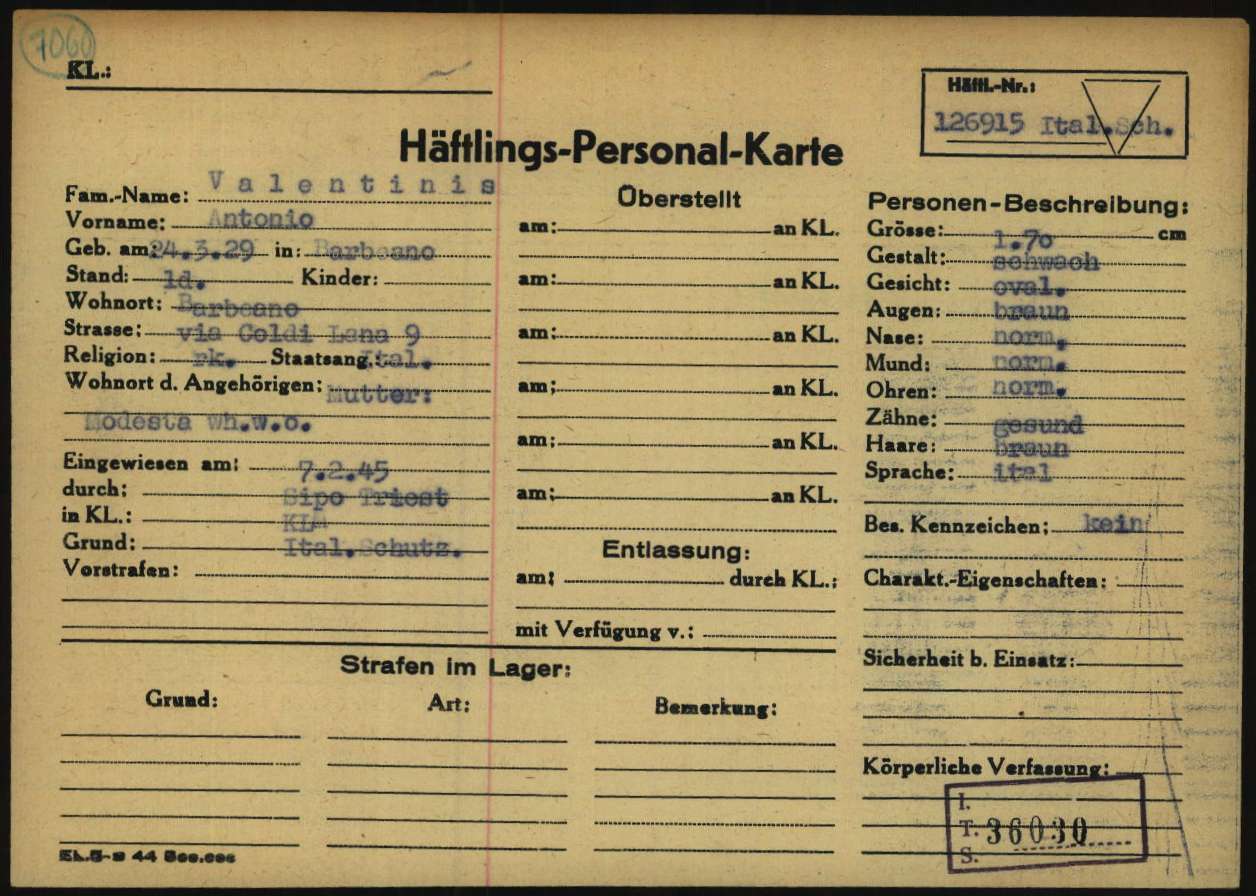 7060
KL.:
Häftl.-Nr.:
126915 Ital.Sch.
Häftlings-Personal-Karte
Fam.-Name: Valentinis
Vorname: Antonio
Geb. am: 24.3.29 in: Barbeano
Stand: ld. Kinder:
Wohnort: Barbeano
Strasse: via Coldi Lana 9
Religion: rk. Staatsang.: Ital.
Wohnort d. Angehörigen: Mutter:
Modesta wh.w.o.
Eingewiesen am: 7.2.45
durch: Sipo Triest
in KL.: KLM
Grund: Ital.Schutz.
Vorstrafen:
Überstellt
am: an KL.
am: an KL.
am: an KL.
am: an KL.
am: an KL.
am: an KL.
Entlassung:
am: durch KL.:
mit Verfügung v.:
Personen-Beschreibung:
Grösse: 1.70 cm
Gestalt: schwach
Gesicht: oval.
Augen: braun
Nase: norm.
Mund: norm.
Ohren: norm.
Zähne: gesund
Haare: braun
Sprache: ital
Bes. Kennzeichen: kein
Charakt.-Eigenschaften:
Sicherheit b. Einsatz:
Körperliche Verfassung:
Strafen im Lager:
Grund: Art: Bemerkung:
I.
T. 36030
S.
44